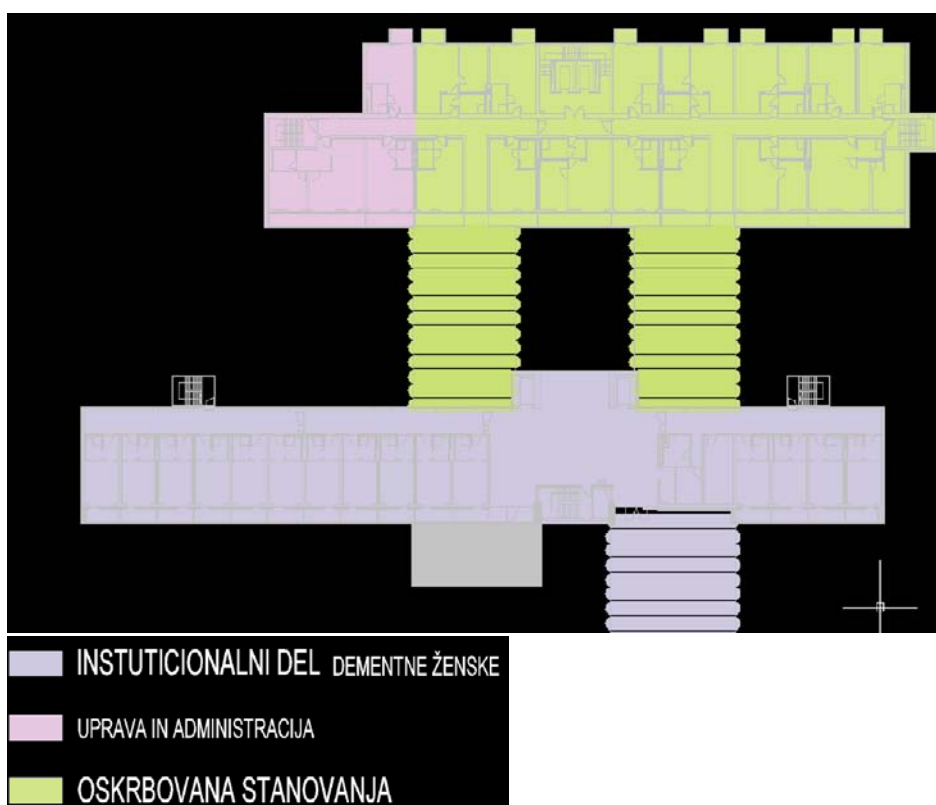 INSTUTICIONALNI DEL DEMENTNE ŽENSKE
UPRAVA IN ADMINISTRACIJA
OSKRBOVANA STANOVANJA